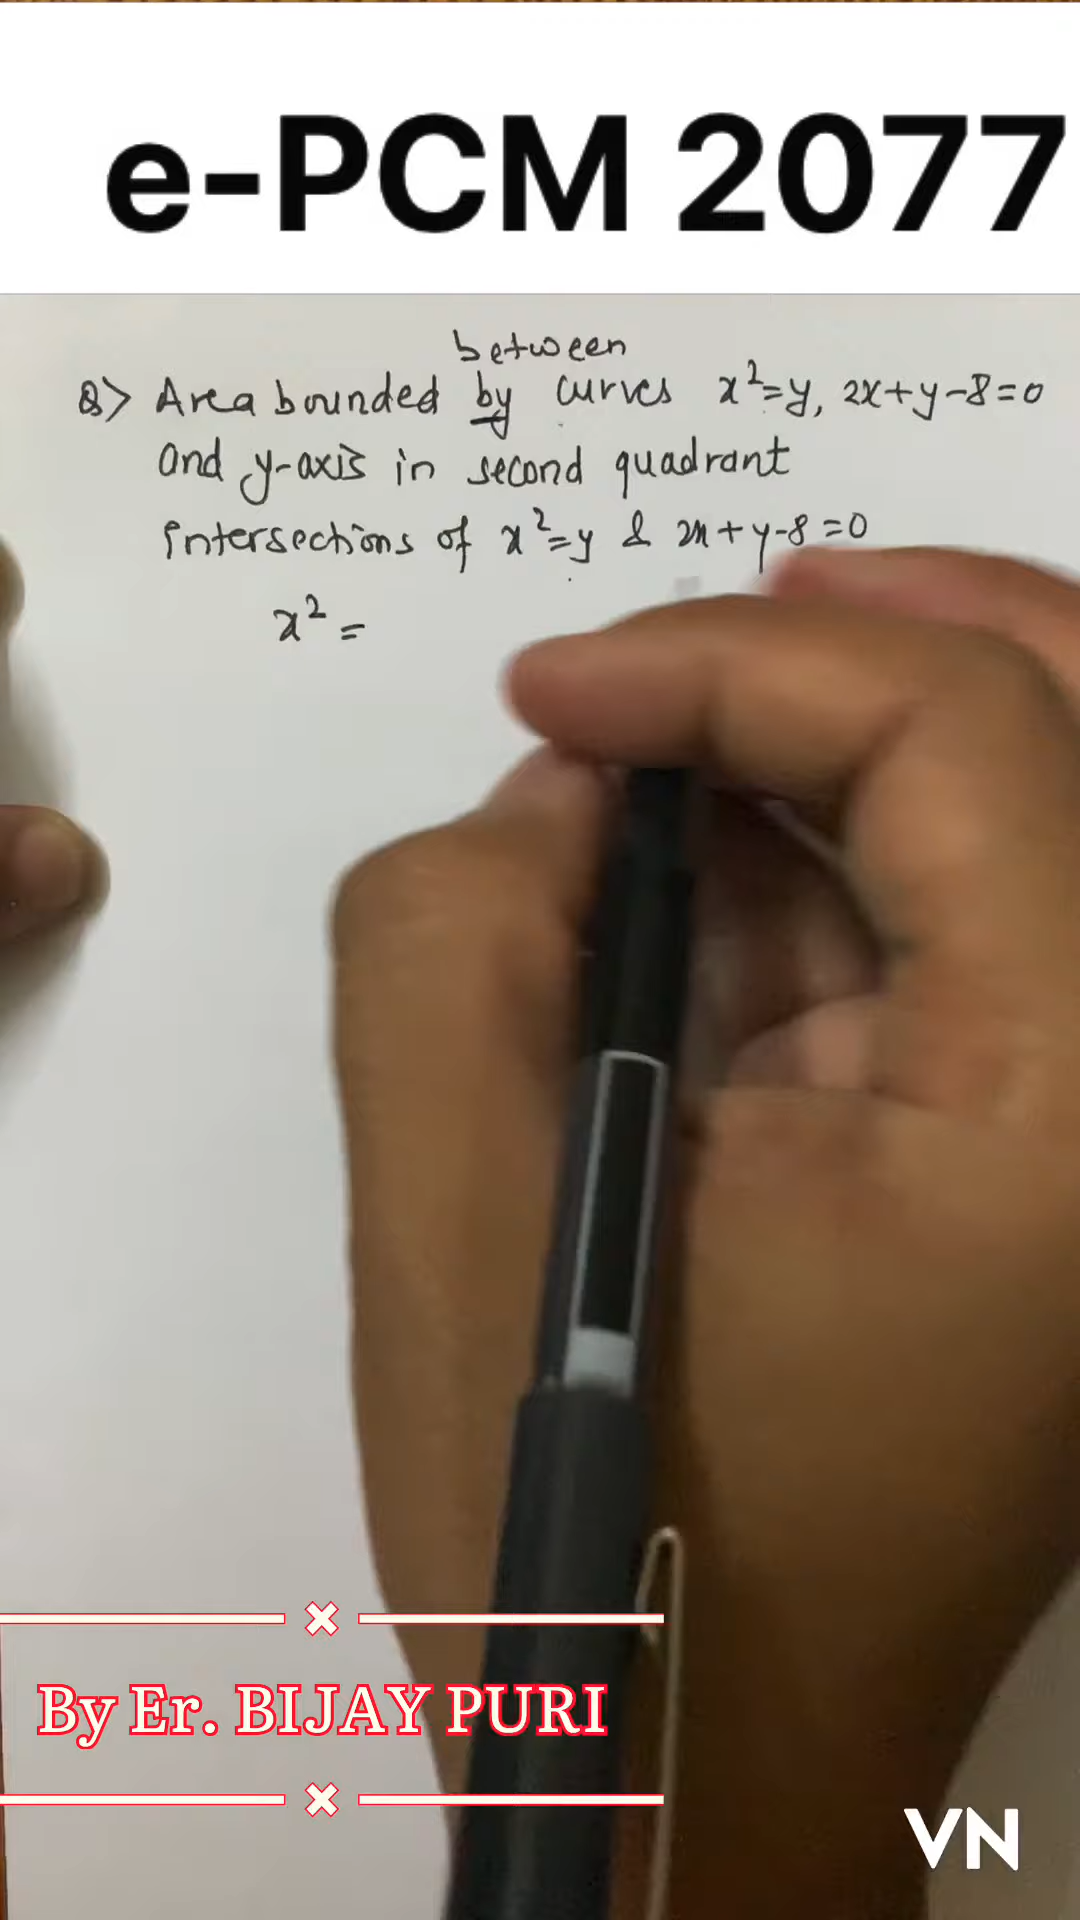 e-PCM 2077
between
Q> Area bounded by curves x²=y, 2x+y-8=0
and y-axis in second quadrant
intersections of x²=y & 2x+y-8=0
x² =
By Er. BIJAY PURI
VN